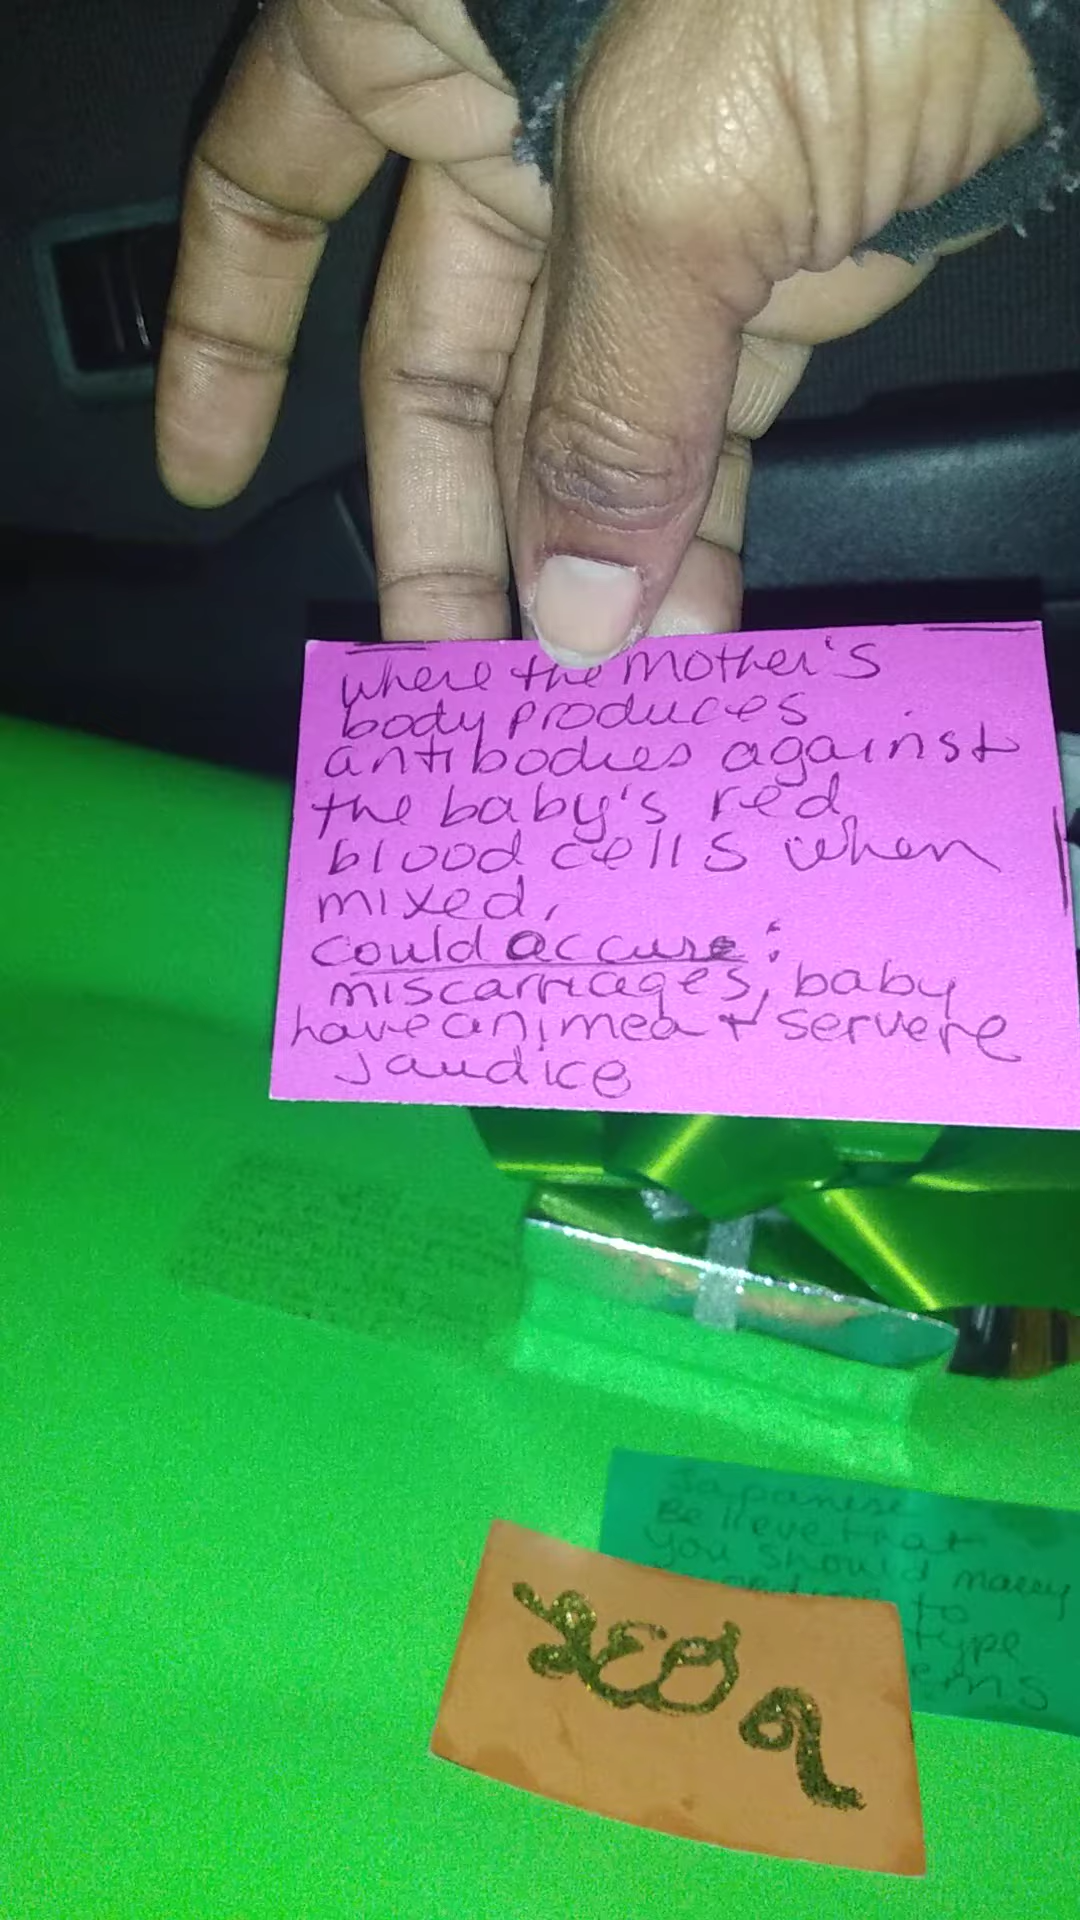 where the mother's
body produces
antibodies against
the baby's red
blood cells when
mixed,
could accure:
miscarriages, baby
have animea + servere
jaudice
Japanese
Believe that
you should marry
to
type
ems